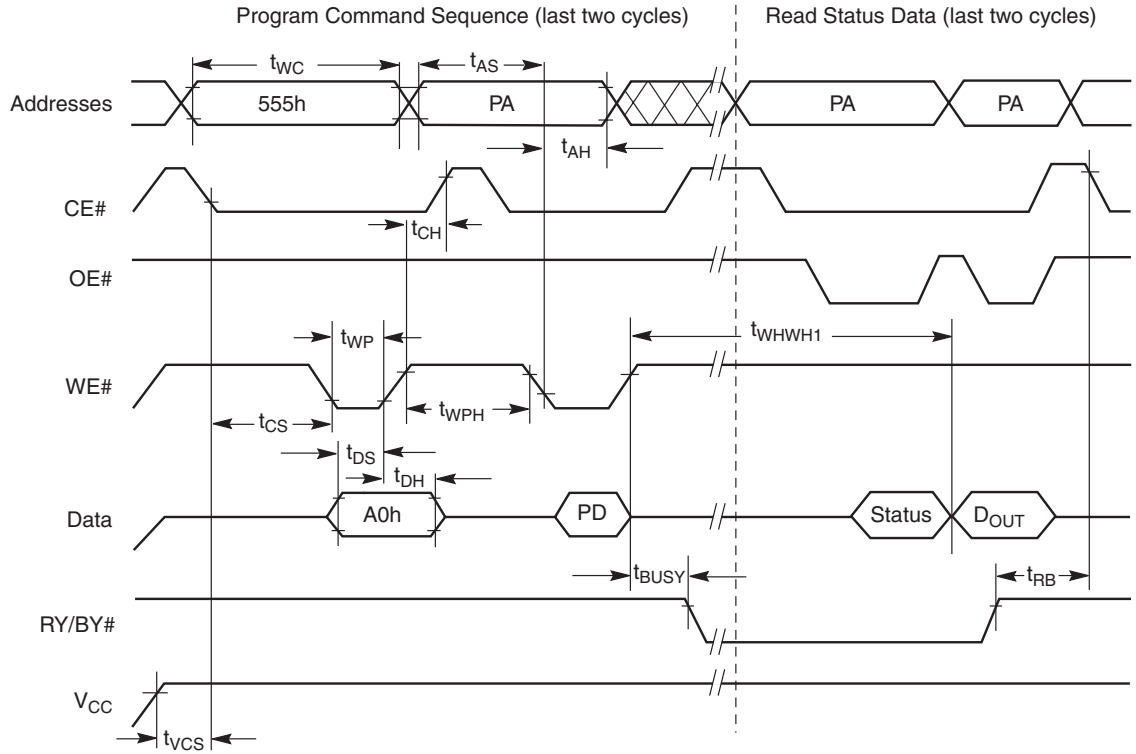 Program Command Sequence (last two cycles) Read Status Data (last two cycles)
tWC tAS
Addresses 555h PA PA PA
tAH
CE#
tCH
OE#
tWP tWHWH1
WE#
tCS tWPH
tDS
tDH
Data A0h PD Status DOUT
tBUSY tRB
RY/BY#
VCC
tVCS